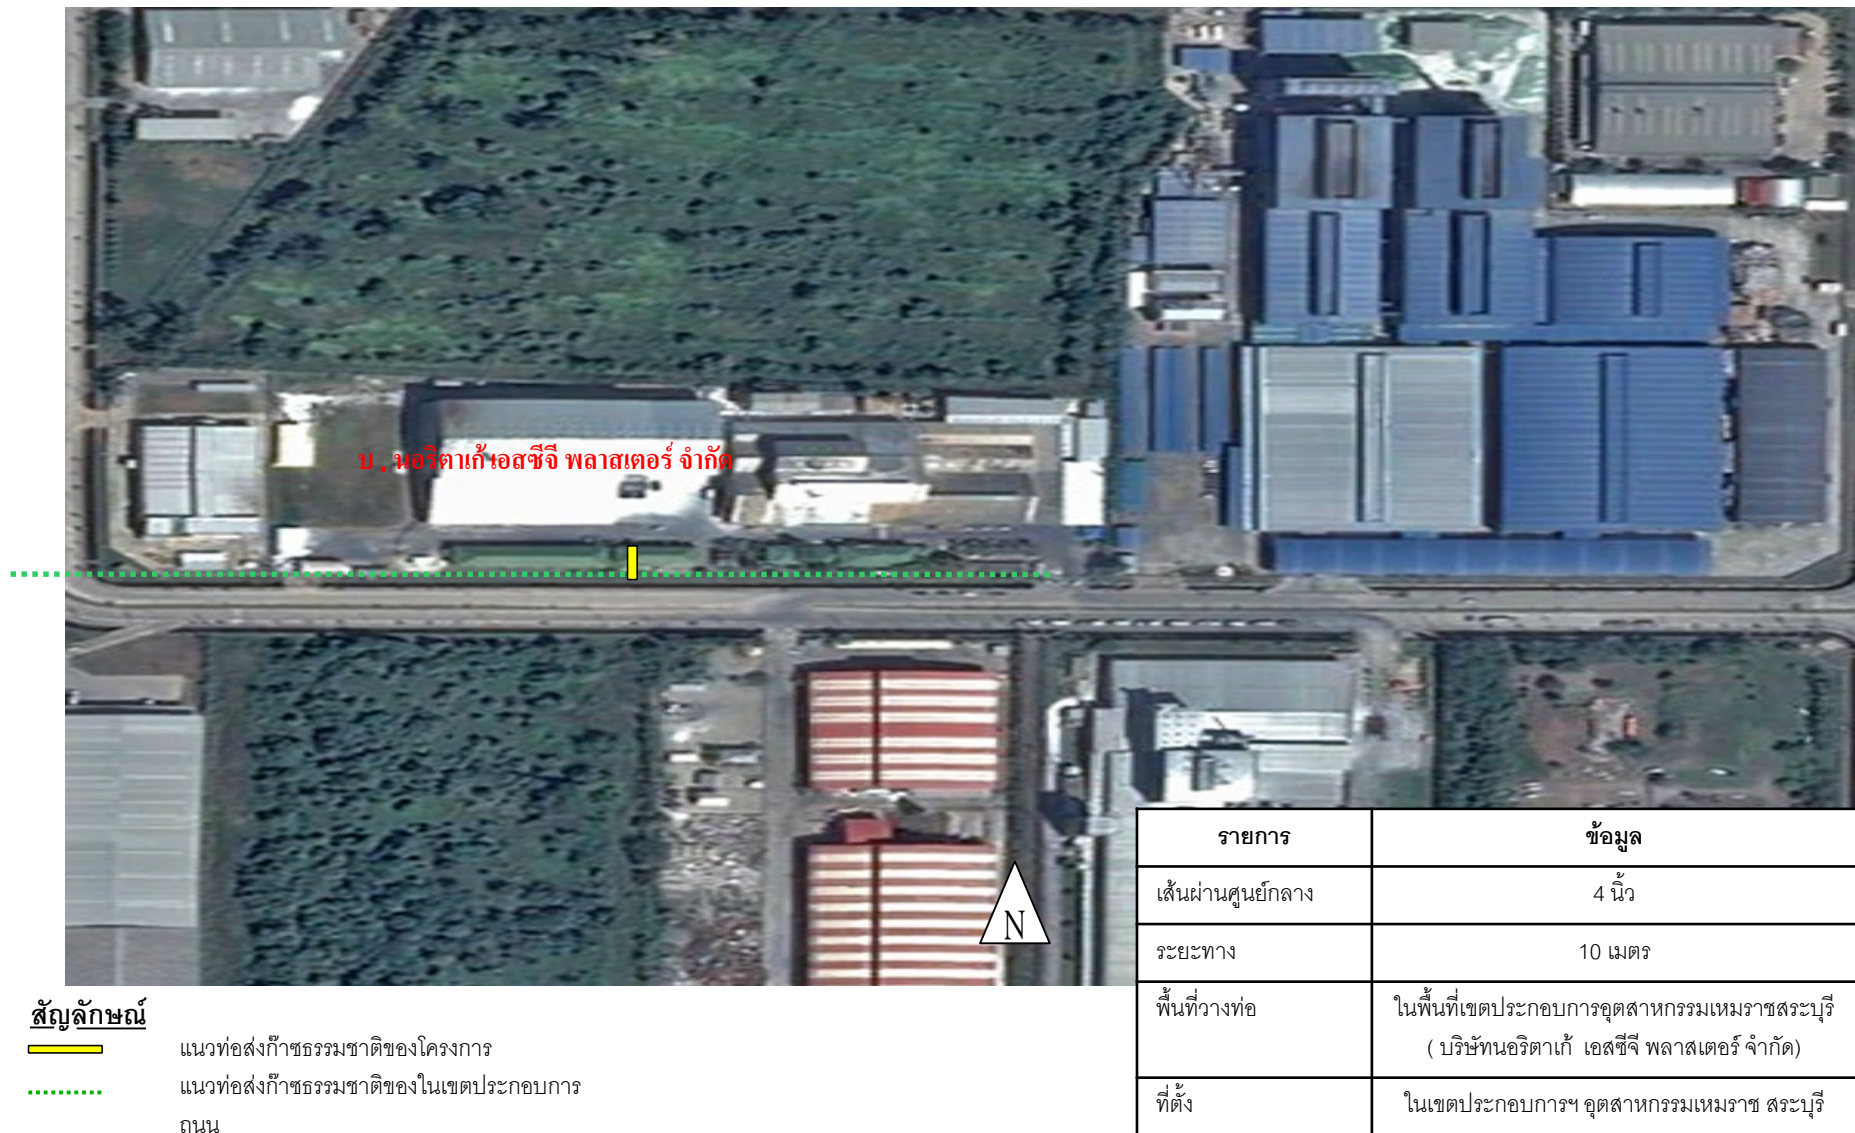 บ.นอริตาเก้เอสซีจี พลาสเตอร์ จำกัด
N
รายการ ข้อมูล
เส้นผ่านศูนย์กลาง 4 นิ้ว
ระยะทาง 10 เมตร
พื้นที่วางท่อ ในพื้นที่เขตประกอบการอุตสาหกรรมเหมราชสระบุรี
( บริษัทนอริตาเก้ เอสซีจี พลาสเตอร์ จำกัด)
ที่ตั้ง ในเขตประกอบการฯ อุตสาหกรรมเหมราช สระบุรี
สัญลักษณ์
แนวท่อส่งก๊าซธรรมชาติของโครงการ
แนวท่อส่งก๊าซธรรมชาติของในเขตประกอบการ
ถนน